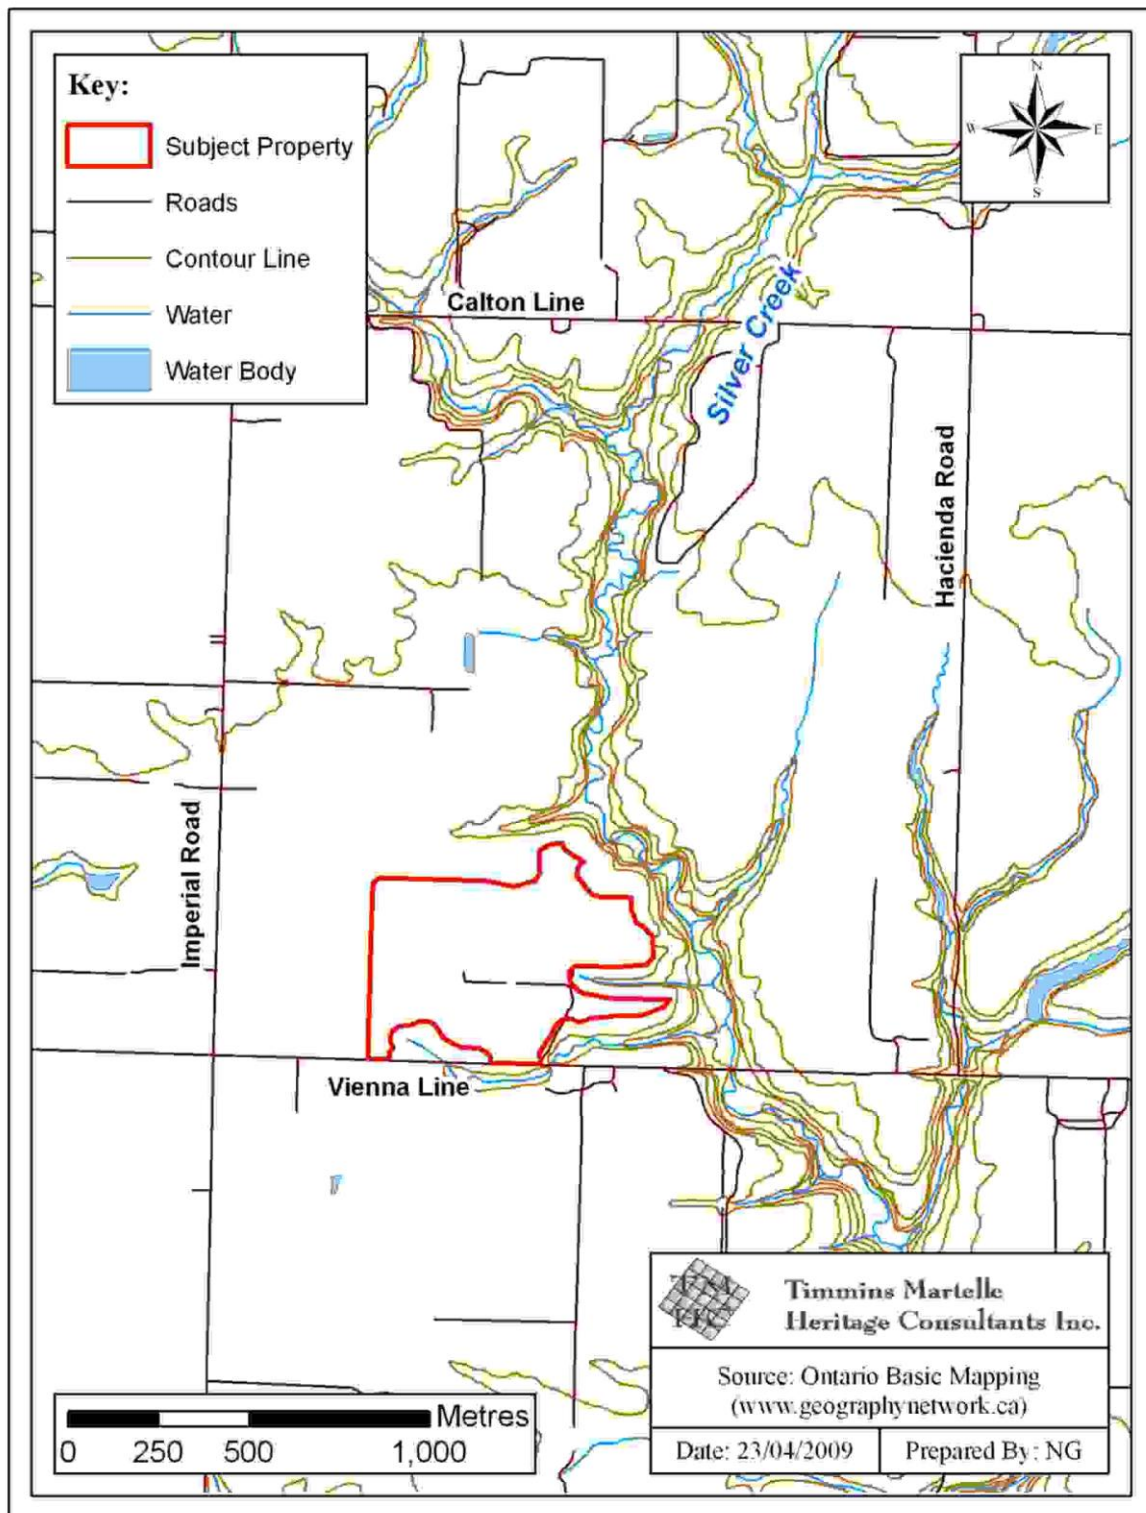 Key:
Subject Property
Roads
Contour Line
Water
Water Body
N
W E
S
Calton Line
Silver Creek
Hacienda Road
Imperial Road
Vienna Line
Timmins Martelle
Heritage Consultants Inc.
Source: Ontario Basic Mapping
(www.geographynetwork.ca)
Date: 23/04/2009
Prepared By: NG
Metres
0 250 500 1,000